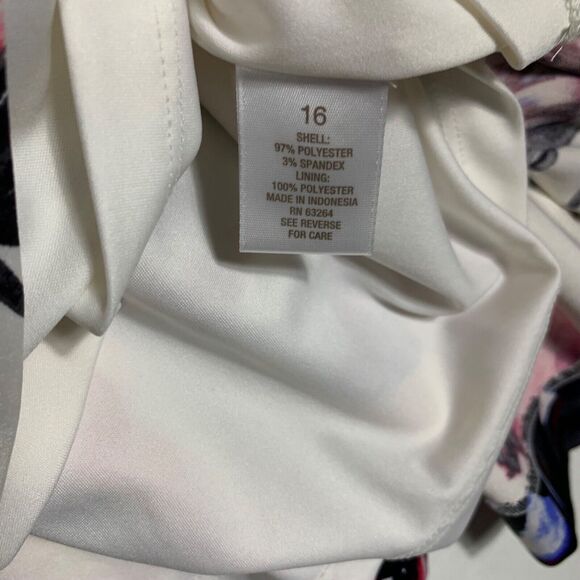 16
SHELL:
97% POLYESTER
3% SPANDEX
LINING:
100% POLYESTER
MADE IN INDONESIA
RN 63264
SEE REVERSE
FOR CARE